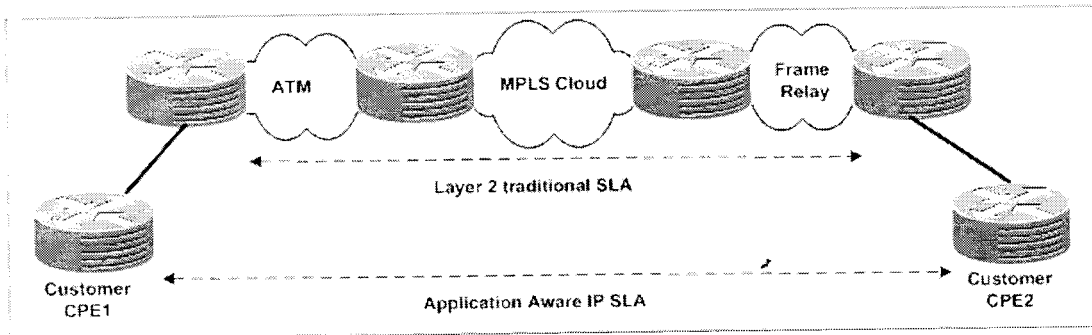 ATM
MPLS Cloud
Frame
Relay
Layer 2 traditional SLA
Customer
CPE1
Application Aware IP SLA
Customer
CPE2